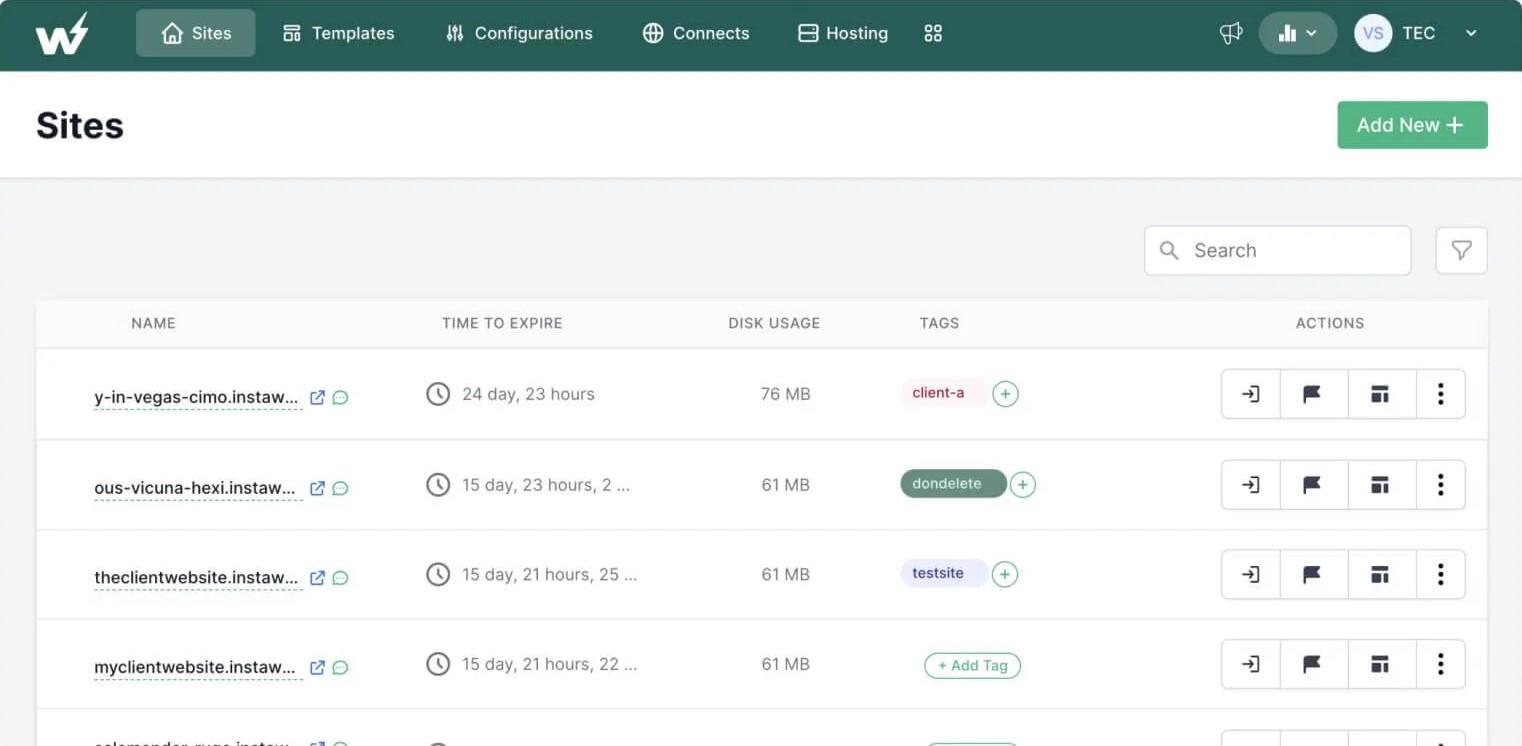 Sites Templates Configurations Connects Hosting VS TEC
Sites
Add New +
Search
NAME TIME TO EXPIRE DISK USAGE TAGS ACTIONS
y-in-vegas-cimo.instaw... 24 day, 23 hours 76 MB client-a +
ous-vicuna-hexi.instaw... 15 day, 23 hours, 2 ... 61 MB dondelete +
theclientwebsite.instaw... 15 day, 21 hours, 25 ... 61 MB testsite +
myclientwebsite.instaw... 15 day, 21 hours, 22 ... 61 MB + Add Tag